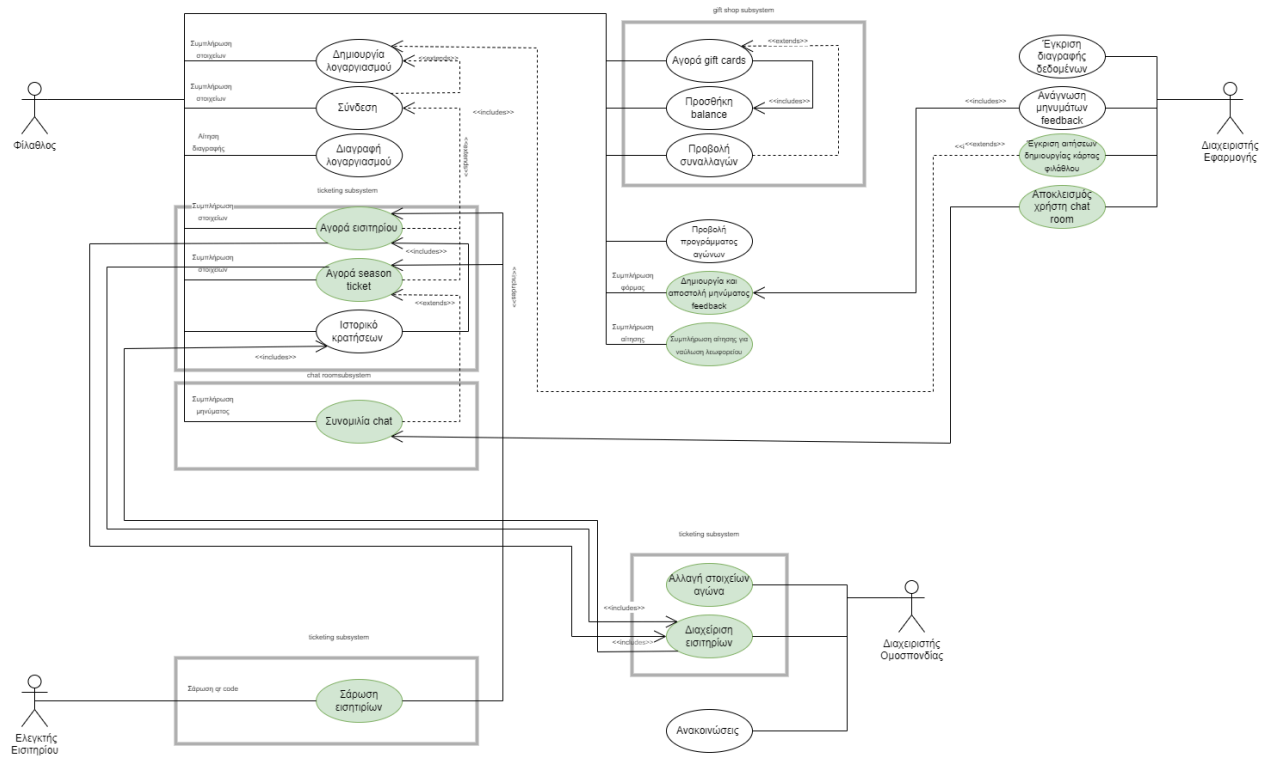 gift shop subsystem
Συμπλήρωση
στοιχείων
Δημιουργία
λογαριασμού
<<extends>>
Συμπλήρωση
στοιχείων
Σύνδεση
<<includes>>
Αίτηση
διαγραφής
Διαγραφή
λογαριασμού
<<extends>>
Φίλαθλος
<<extends>>
Αγορά gift cards
Προσθήκη
balance
<<includes>>
Προβολή
συναλλαγών
Έγκριση
διαγραφής
δεδομένων
<<includes>>
Ανάγνωση
μηνυμάτων
feedback
<<extends>>
Έγκριση αιτήσεων
δημιουργίας κάρτας
φιλάθλου
Αποκλεισμός
χρήστη chat
room
Διαχειριστής
Εφαρμογής
ticketing subsystem
Συμπλήρωση
στοιχείων
Αγορά εισιτηρίου
<<includes>>
Συμπλήρωση
στοιχείων
Αγορά season
ticket
<<extends>>
<<includes>>
Ιστορικό
κρατήσεων
<<includes>>
Προβολή
προγράμματος
αγώνων
Συμπλήρωση
φόρμας
Δημιουργία και
αποστολή μηνύματος
feedback
Συμπλήρωση
αίτησης
Συμπλήρωση αίτησης για
ναύλωση λεωφορείου
chat roomsubsystem
Συμπλήρωση
μηνύματος
Συνομιλία chat
ticketing subsystem
Αλλαγή στοιχείων
αγώνα
<<includes>>
<<includes>>
Διαχείριση
εισιτηρίων
Διαχειριστής
Ομοσπονδίας
Ανακοινώσεις
ticketing subsystem
Σάρωση qr code
Σάρωση
εισητιρίων
Ελεγκτής
Εισιτηρίου